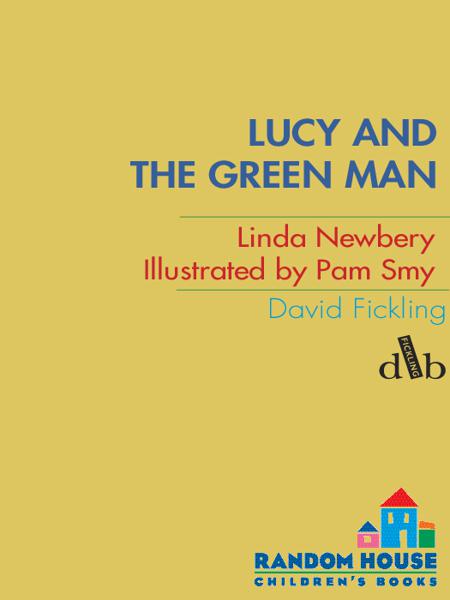 LUCY AND
THE GREEN MAN
Linda Newbery
Illustrated by Pam Smy
David Fickling
FICKLING
d b
RANDOM HOUSE
CHILDREN'S BOOKS